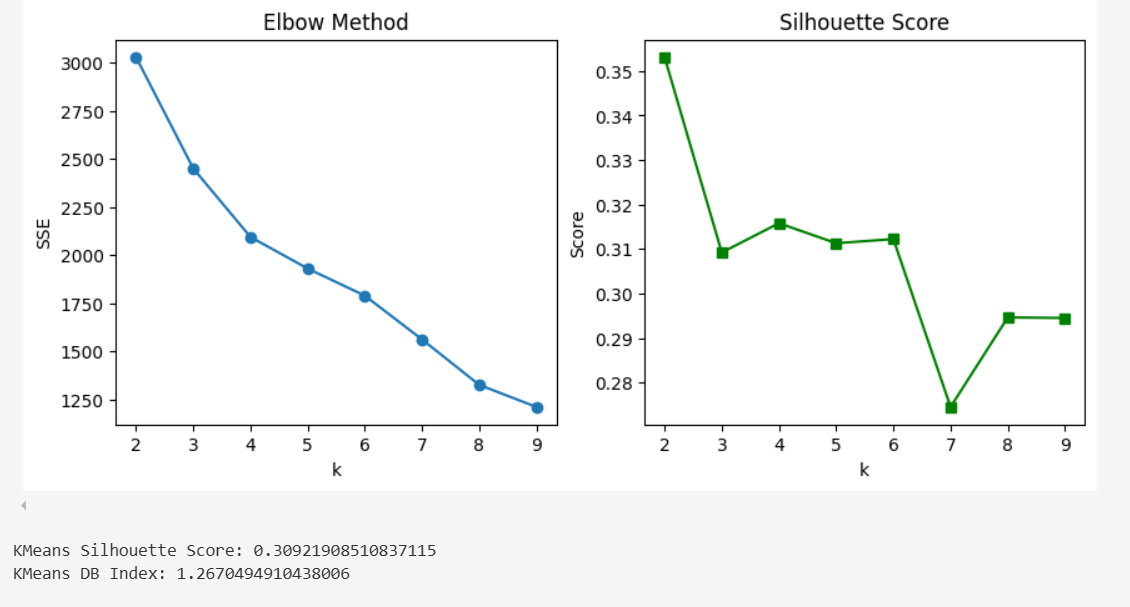 Elbow Method
SSE
3000
2750
2500
2250
2000
1750
1500
1250
2 3 4 5 6 7 8 9
k
Silhouette Score
Score
0.35
0.34
0.33
0.32
0.31
0.30
0.29
0.28
2 3 4 5 6 7 8 9
k
KMeans Silhouette Score: 0.30921908510837115
KMeans DB Index: 1.2670494910438006